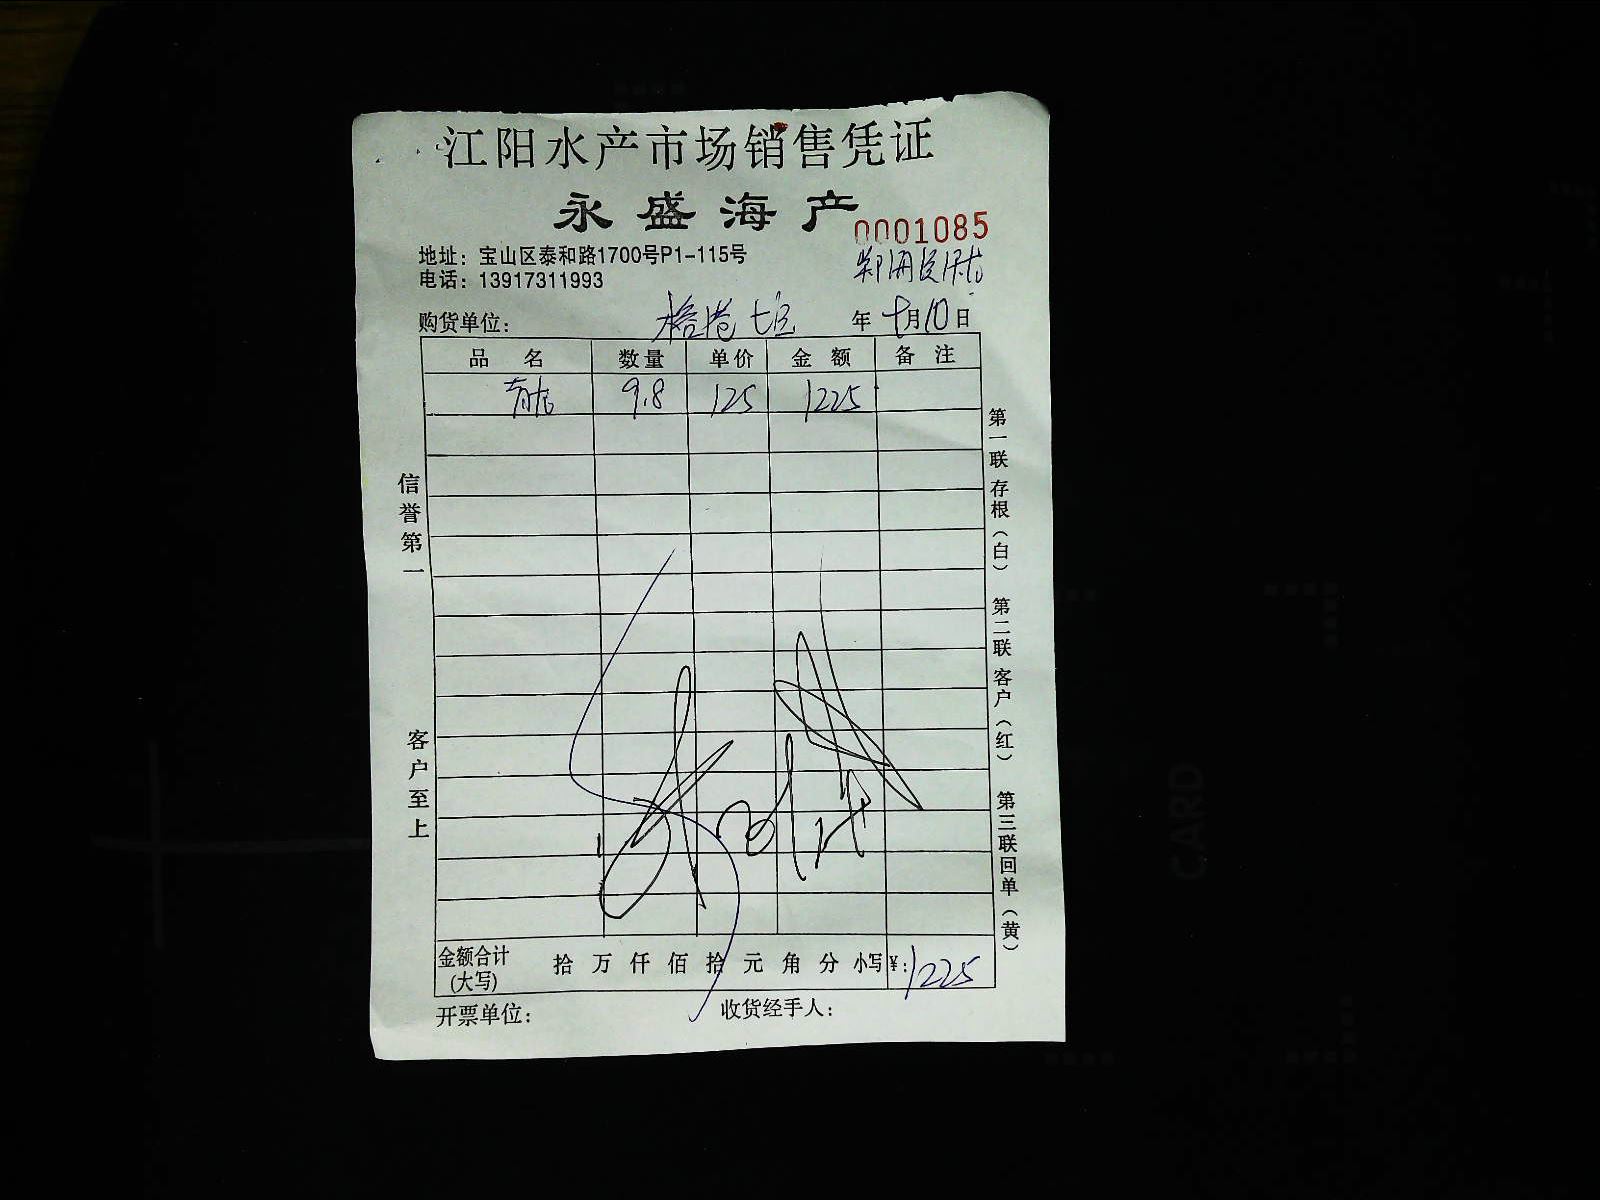 江阳水产市场销售凭证
永盛海产
0001085
地址：宝山区泰和路1700号P1-115号
电话：13917311993
购货单位： 年 月10日
品名 数量 单价 金额 备注
9.8 125 1225
信誉第一
客户至上
第一联存根（白） 第二联客户（红） 第三联回单（黄）
金额合计（大写） 拾 万 仟 佰 拾 元 角 分 小写¥：1225
开票单位： 收货经手人：